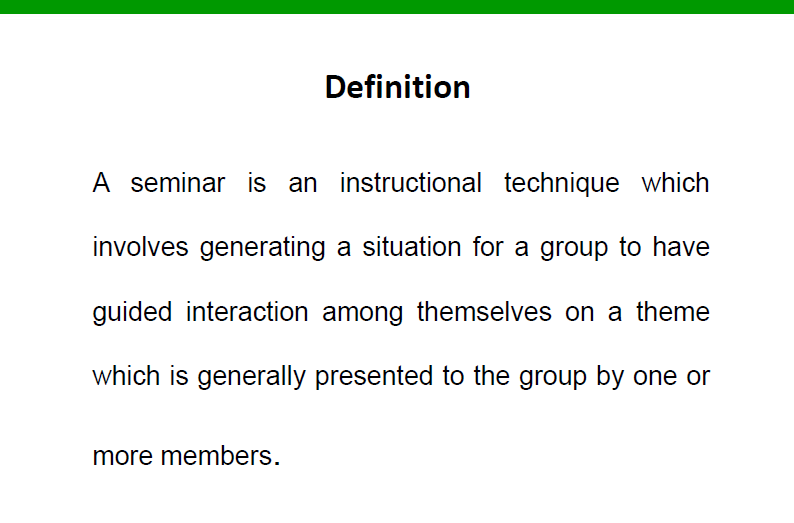 Definition
A seminar is an instructional technique which
involves generating a situation for a group to have
guided interaction among themselves on a theme
which is generally presented to the group by one or
more members.